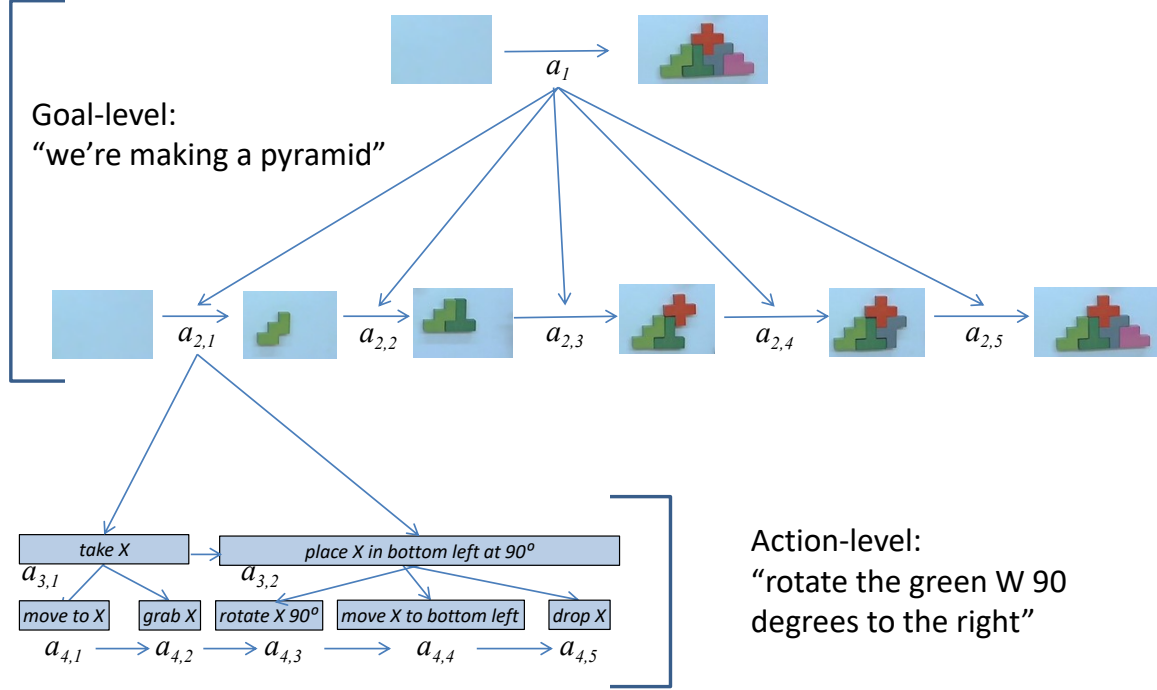 a1
Goal-level:
“we’re making a pyramid”
a2,1
a2,2
a2,3
a2,4
a2,5
take X
place X in bottom left at 90º
a3,1
a3,2
move to X
grab X
rotate X 90º
move X to bottom left
drop X
a4,1
a4,2
a4,3
a4,4
a4,5
Action-level:
“rotate the green W 90
degrees to the right”